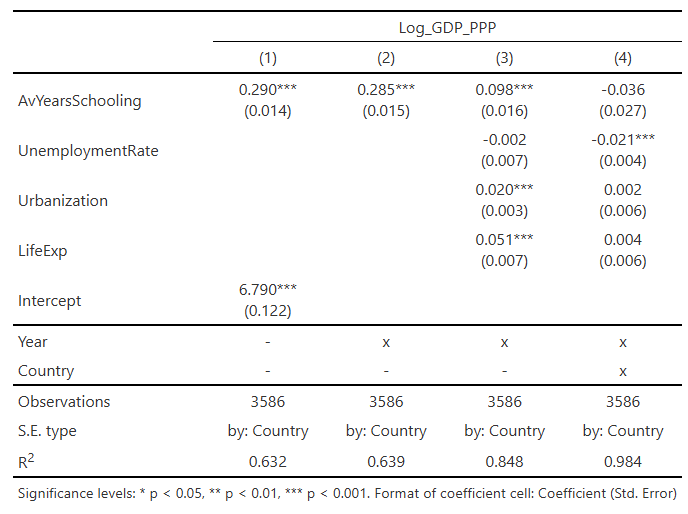 Log_GDP_PPP
(1) (2) (3) (4)
AvYearsSchooling 0.290*** 0.285*** 0.098*** -0.036
(0.014) (0.015) (0.016) (0.027)
UnemploymentRate -0.002 -0.021***
(0.007) (0.004)
Urbanization 0.020*** 0.002
(0.003) (0.006)
LifeExp 0.051*** 0.004
(0.007) (0.006)
Intercept 6.790***
(0.122)
Year - x x x
Country - - - x
Observations 3586 3586 3586 3586
S.E. type by: Country by: Country by: Country by: Country
R2 0.632 0.639 0.848 0.984
Significance levels: * p < 0.05, ** p < 0.01, *** p < 0.001. Format of coefficient cell: Coefficient (Std. Error)